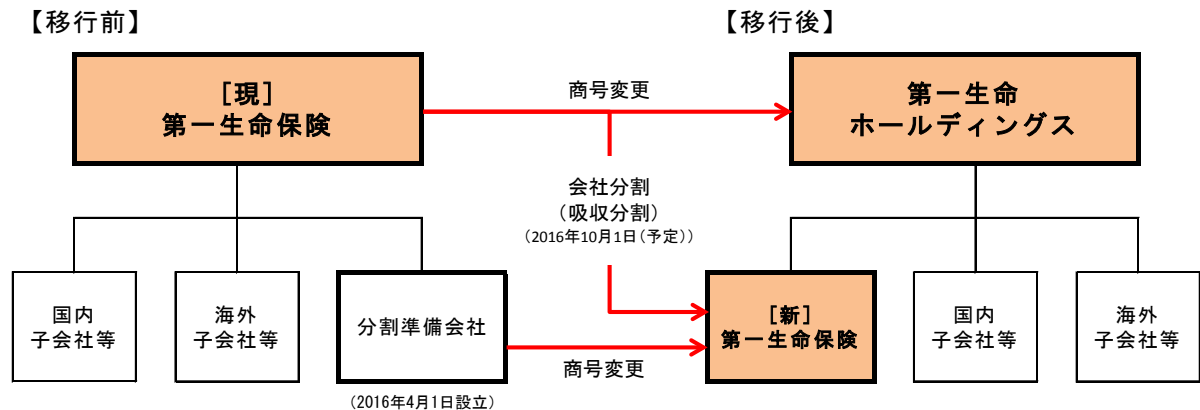 【移行前】
【移行後】
［現］
第一生命保険
商号変更
第一生命
ホールディングス
会社分割
（吸収分割）
（2016年10月1日（予定））
国内
子会社等
海外
子会社等
分割準備会社
（2016年4月1日設立）
商号変更
［新］
第一生命保険
国内
子会社等
海外
子会社等